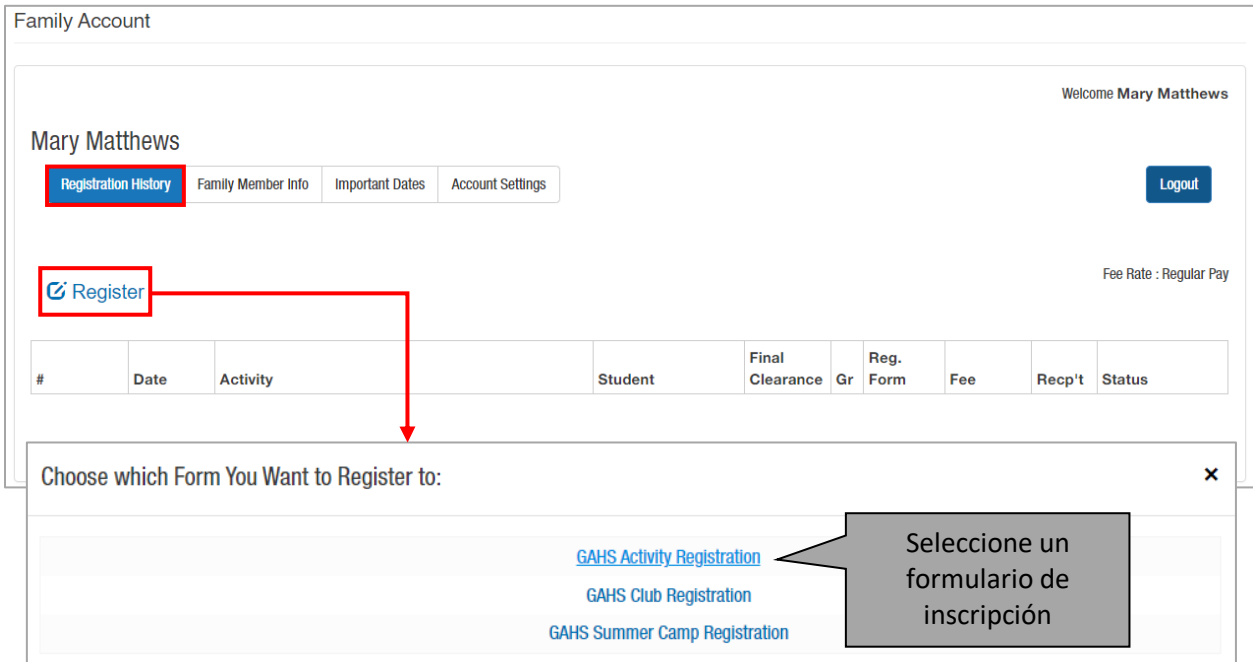 Family Account
Welcome Mary Matthews
Mary Matthews
Registration History Family Member Info Important Dates Account Settings Logout
Fee Rate : Regular Pay
Register
# Date Activity Student Final Clearance Gr Reg. Form Fee Recp't Status
Choose which Form You Want to Register to: ×
GAHS Activity Registration
GAHS Club Registration
GAHS Summer Camp Registration
Seleccione un
formulario de
inscripción